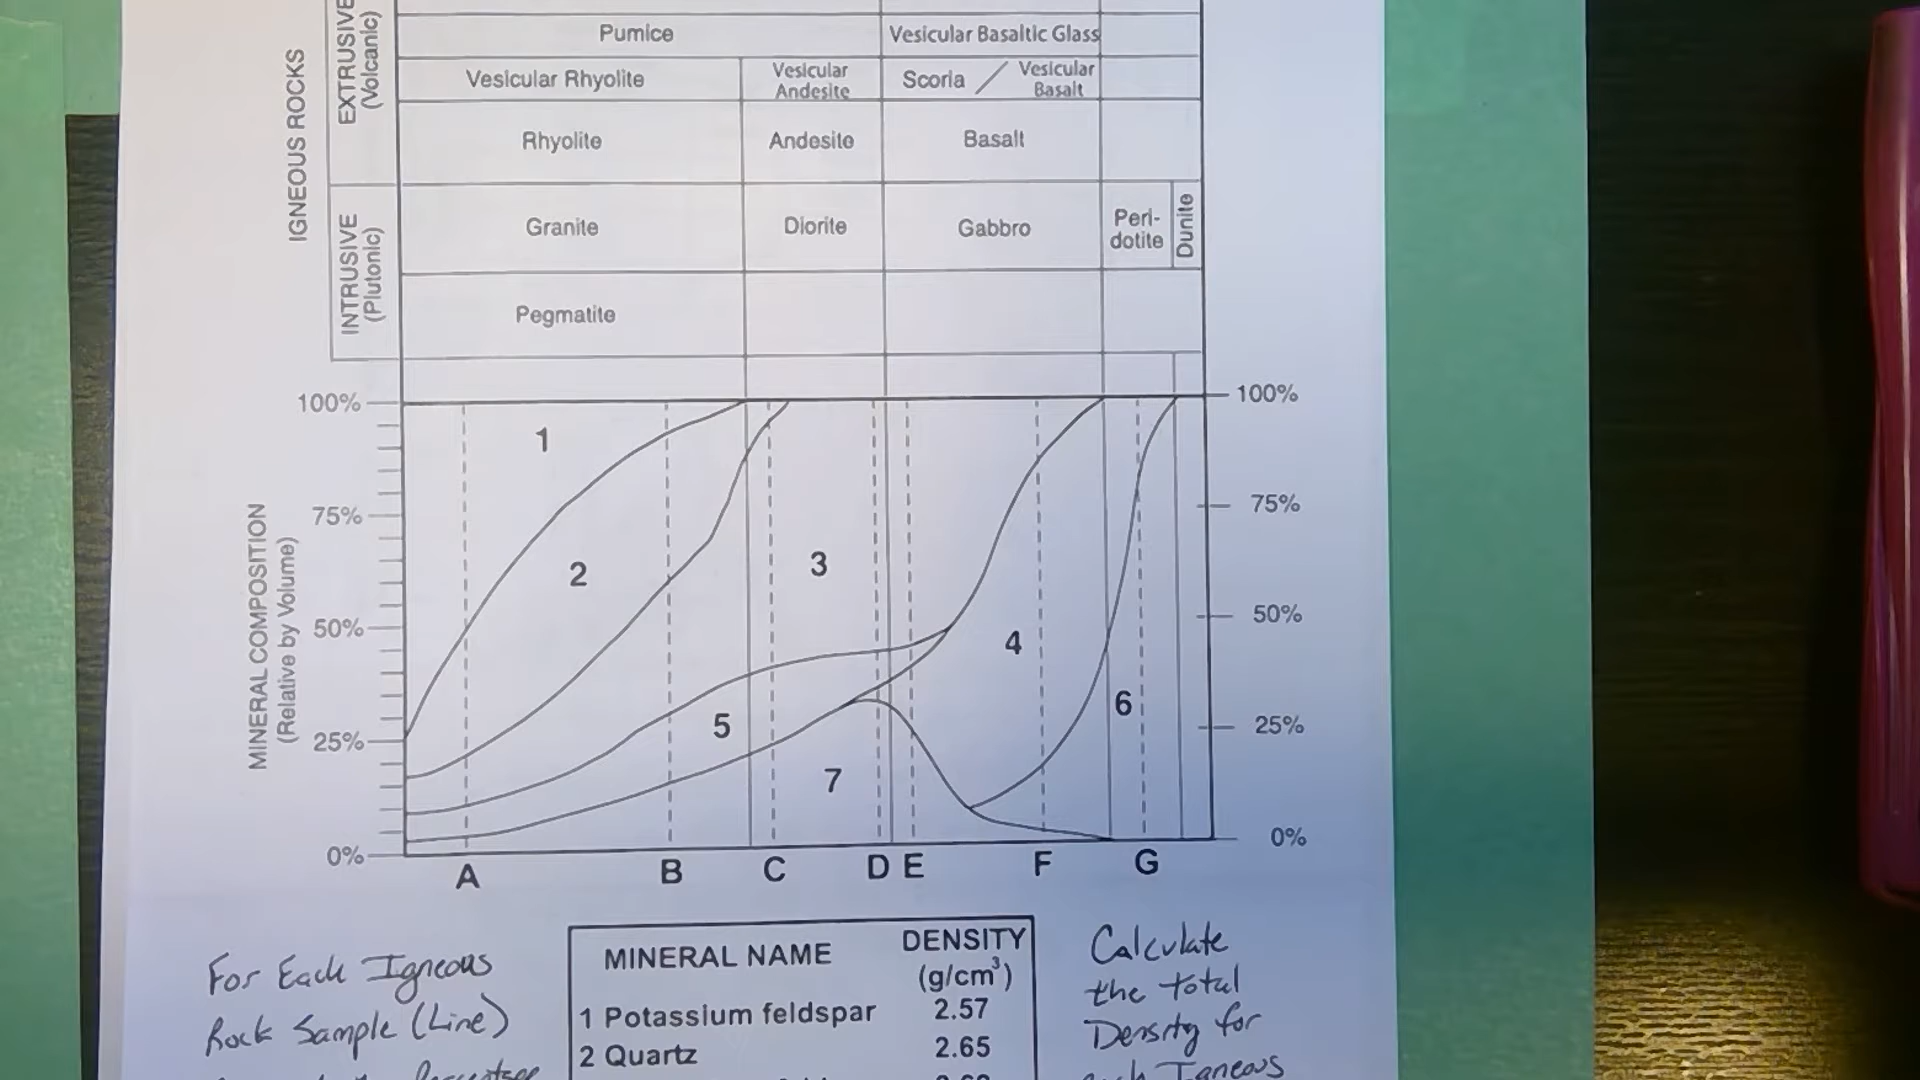 IGNEOUS ROCKS
EXTRUSIVE
(Volcanic)
INTRUSIVE
(Plutonic)
Pumice
Vesicular Basaltic Glass
Vesicular Rhyolite
Vesicular
Andesite
Scoria / Vesicular
Basalt
Rhyolite
Andesite
Basalt
Granite
Diorite
Gabbro
Peri-
dotite
Dunite
Pegmatite
MINERAL COMPOSITION
(Relative by Volume)
100%
75%
50%
25%
0%
1
2
3
4
5
6
7
100%
75%
50%
25%
0%
A B C D E F G
For Each Igneous
Rock Sample (Line)
Percentage
MINERAL NAME DENSITY
(g/cm³)
1 Potassium feldspar 2.57
2 Quartz 2.65
Calculate
the total
Density for
Igneous